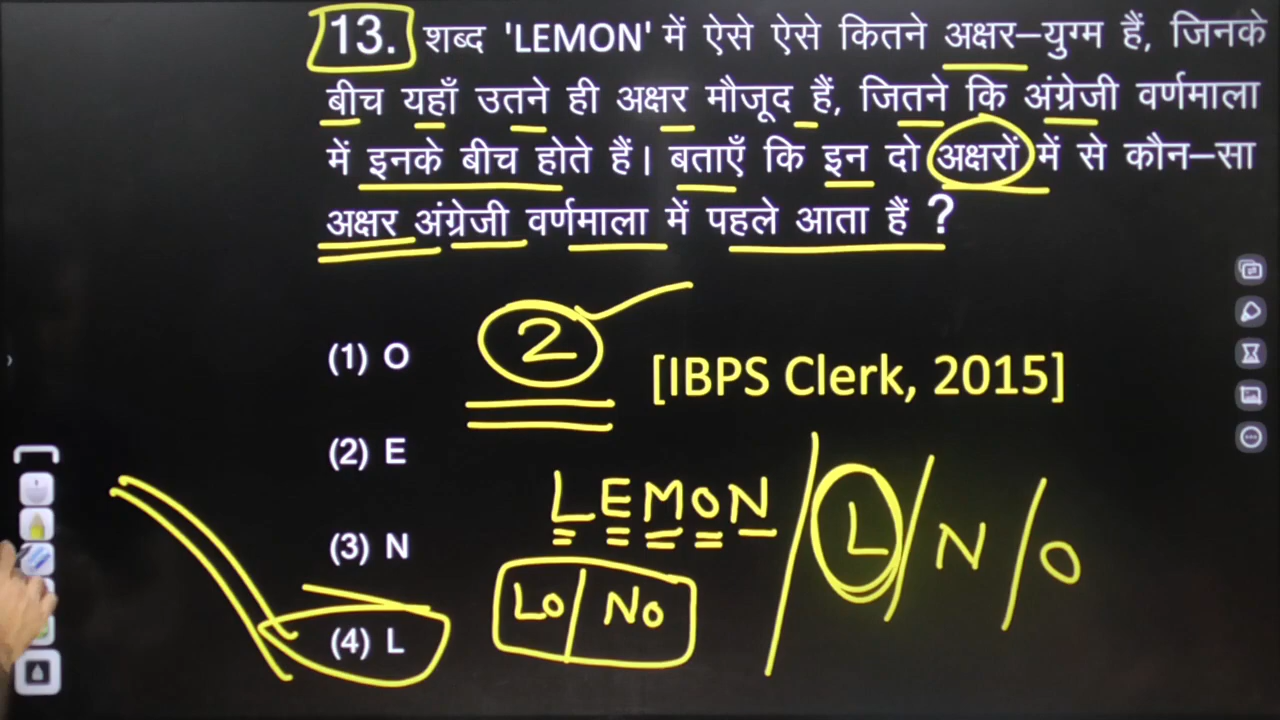 13. शब्द 'LEMON' में ऐसे ऐसे कितने अक्षर–युग्म हैं, जिनके
बीच यहाँ उतने ही अक्षर मौजूद हैं, जितने कि अंग्रेजी वर्णमाला
में इनके बीच होते हैं। बताएँ कि इन दो अक्षरों में से कौन–सा
अक्षर अंग्रेजी वर्णमाला में पहले आता हैं ?
(1) O
2
[IBPS Clerk, 2015]
(2) E
LEMON
L / N / O
(3) N
LO / NO
(4) L